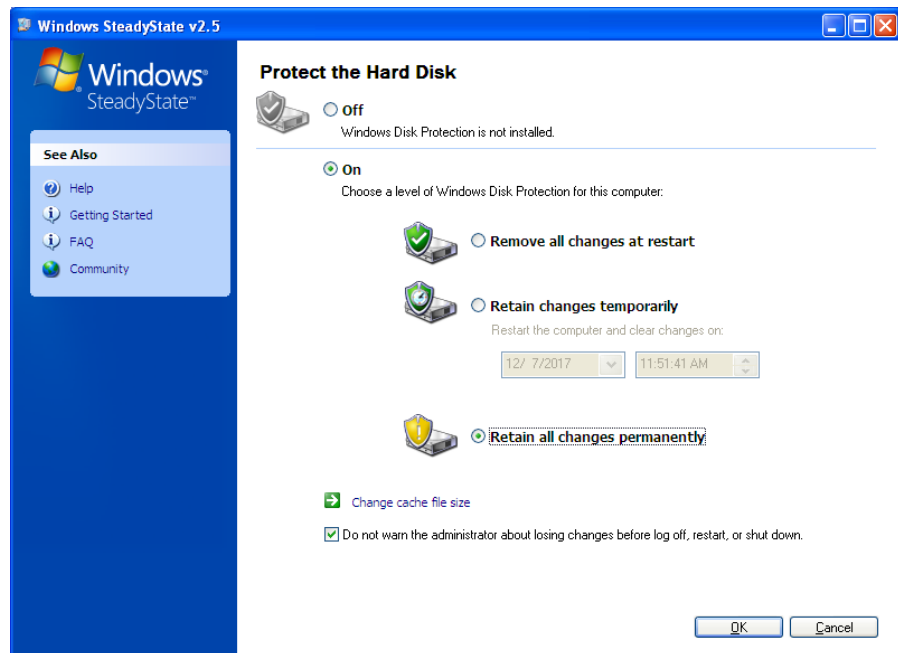 Windows SteadyState v2.5
Windows®
SteadyState™
See Also
Help
Getting Started
FAQ
Community
Protect the Hard Disk
Off
Windows Disk Protection is not installed.
On
Choose a level of Windows Disk Protection for this computer:
Remove all changes at restart
Retain changes temporarily
Restart the computer and clear changes on:
12/ 7/2017 11:51:41 AM
Retain all changes permanently
Change cache file size
Do not warn the administrator about losing changes before log off, restart, or shut down.
OK Cancel